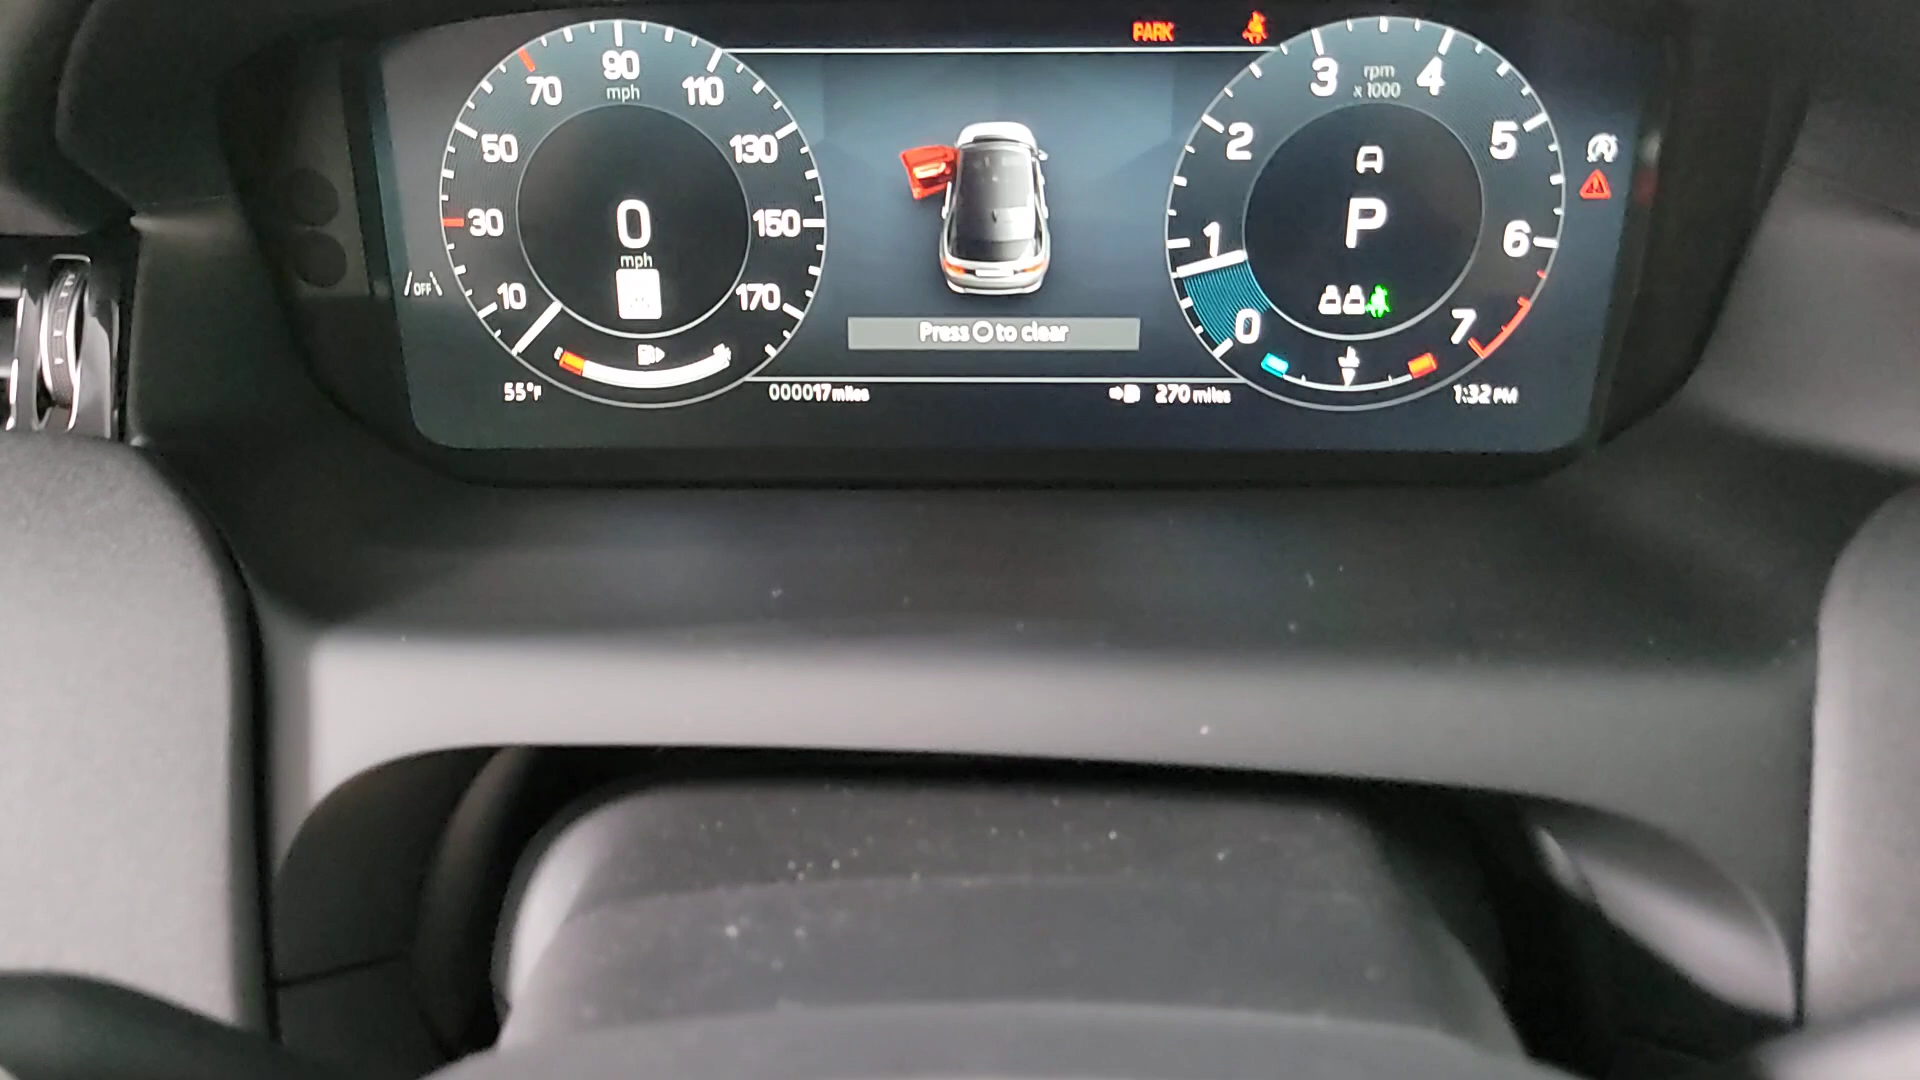 PARK
90
mph
70
110
50
130
30
150
10
170
0
mph
OFF
Press to clear
3
rpm
x 1000
4
2
5
1
6
0
7
A
P
55°F
000017 miles
270 miles
1:32 PM